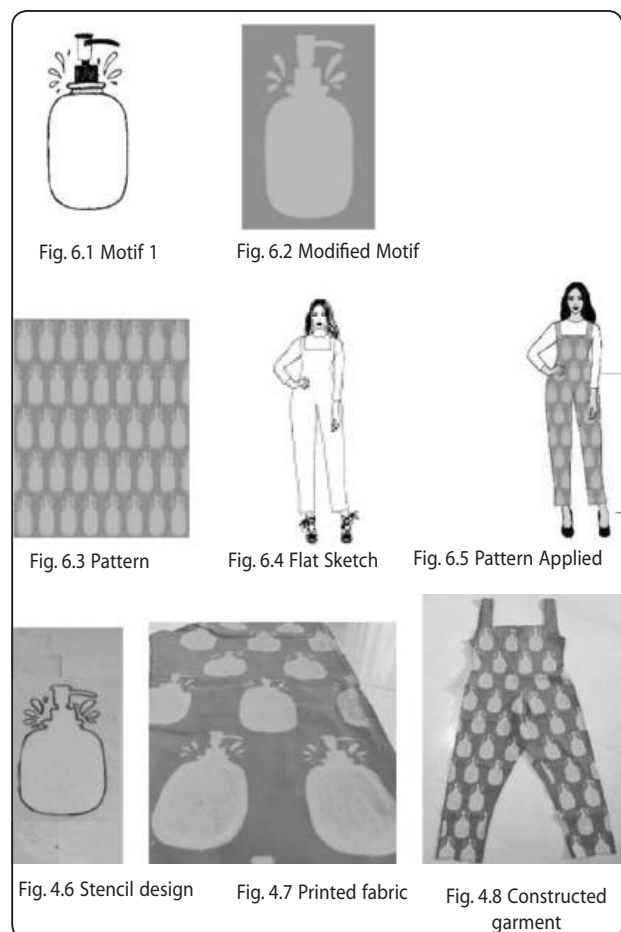 Fig. 6.1 Motif 1
Fig. 6.2 Modified Motif
Fig. 6.3 Pattern
Fig. 6.4 Flat Sketch
Fig. 6.5 Pattern Applied
Fig. 4.6 Stencil design
Fig. 4.7 Printed fabric
Fig. 4.8 Constructed
garment